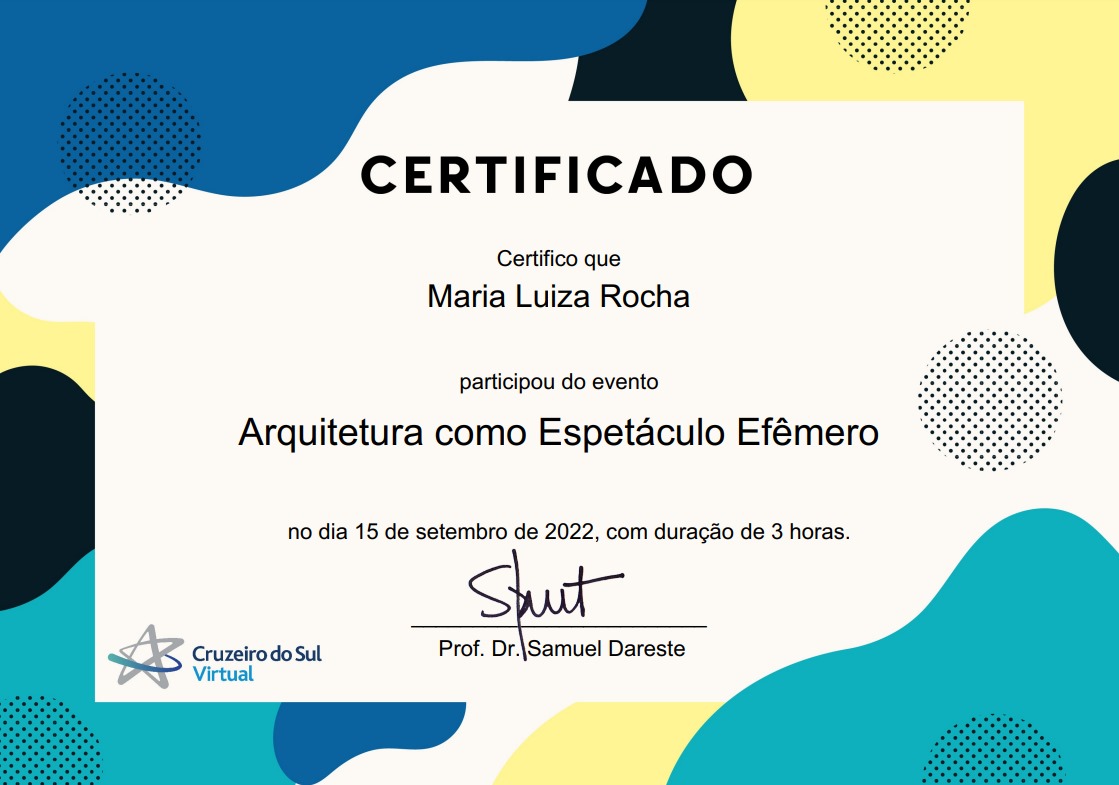 CERTIFICADO
Certifico que
Maria Luiza Rocha
participou do evento
Arquitetura como Espetáculo Efêmero
no dia 15 de setembro de 2022, com duração de 3 horas.
Prof. Dr. Samuel Dareste
Cruzeiro do Sul
Virtual